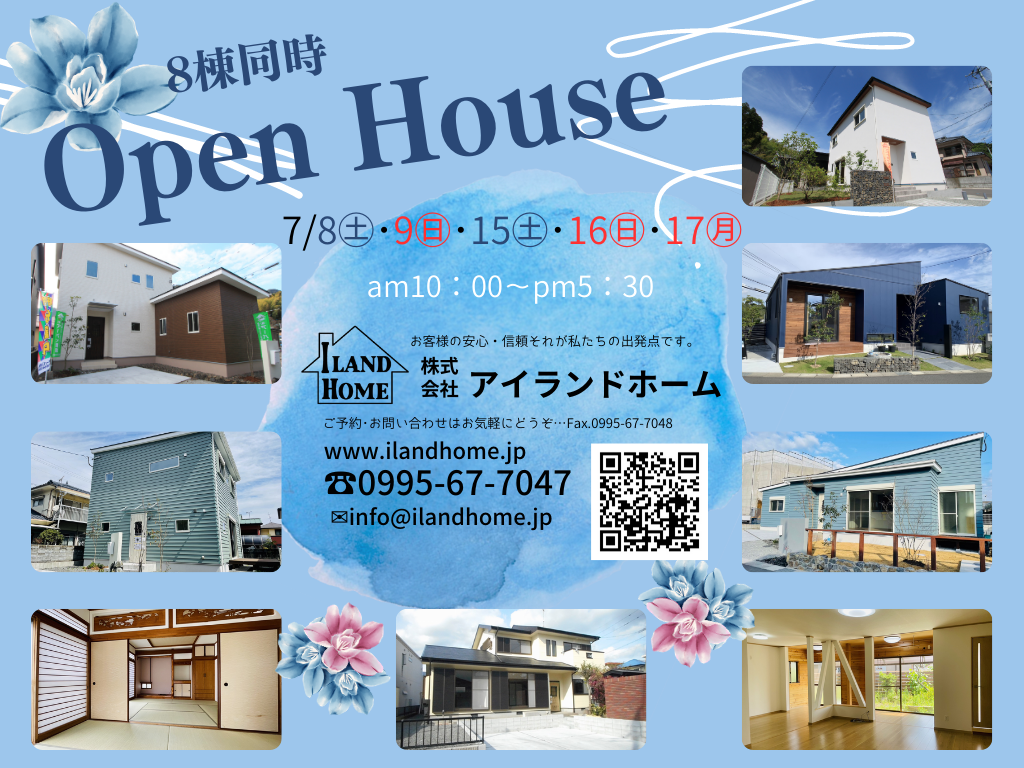 8棟同時
Open House
7/8㊏・9㊐・15㊏・16㊐・17㊊
am10：00～pm5：30
お客様の安心・信頼それが私たちの出発点です。
ILAND HOME
株式会社 アイランドホーム
ご予約・お問い合わせはお気軽にどうぞ…Fax.0995-67-7048
www.ilandhome.jp
☎0995-67-7047
✉info@ilandhome.jp